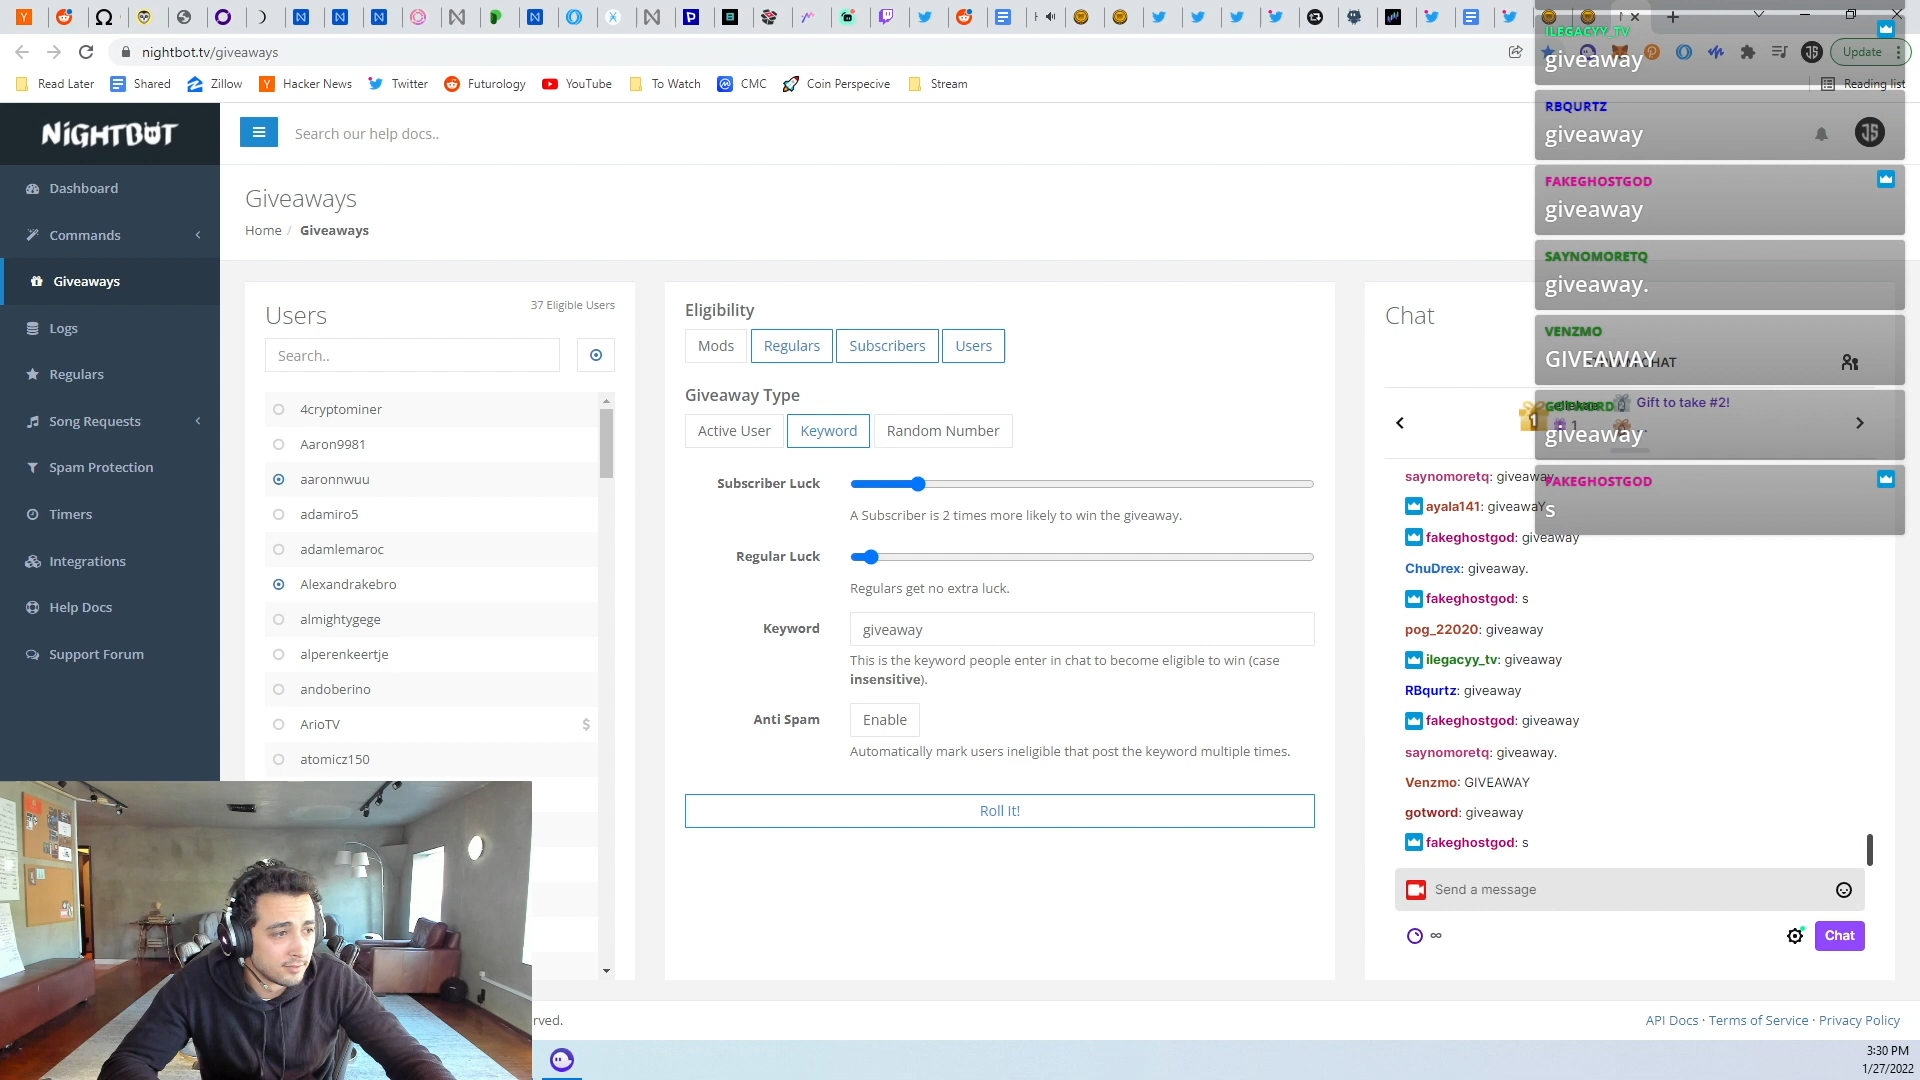 nightbot.tv/giveaways
Update
Read Later
Shared
Zillow
Hacker News
Twitter
Futurology
YouTube
To Watch
CMC
Coin Perspecive
Stream
Reading list
NiGHTBOT
Search our help docs..
Dashboard
Commands
Giveaways
Logs
Regulars
Song Requests
Spam Protection
Timers
Integrations
Help Docs
Support Forum
Giveaways
Home / Giveaways
Users
37 Eligible Users
Search..
4cryptominer
Aaron9981
aaronnwuu
adamiro5
adamlemaroc
Alexandrakebro
almightygege
alperenkeertje
andoberino
ArioTV $
atomicz150
Eligibility
Mods
Regulars
Subscribers
Users
Giveaway Type
Active User
Keyword
Random Number
Subscriber Luck
A Subscriber is 2 times more likely to win the giveaway.
Regular Luck
Regulars get no extra luck.
Keyword
giveaway
This is the keyword people enter in chat to become eligible to win (case
insensitive).
Anti Spam
Enable
Automatically mark users ineligible that post the keyword multiple times.
Roll It!
Chat
ILEGACYY_TV
giveaway
RBQURTZ
giveaway
JS
FAKEGHOSTGOD
giveaway
SAYNOMORETQ
giveaway.
VENZMO
GIVEAWAY
CHAT
GOTWORD
giveaway
Gift to take #2!
1
FAKEGHOSTGOD
s
saynomoretq: giveaway
ayala141: giveawaY
fakeghostgod: giveaway
ChuDrex: giveaway.
fakeghostgod: s
pog_22020: giveaway
ilegacyy_tv: giveaway
RBqurtz: giveaway
fakeghostgod: giveaway
saynomoretq: giveaway.
Venzmo: GIVEAWAY
gotword: giveaway
fakeghostgod: s
Send a message
∞
Chat
rved.
API Docs · Terms of Service · Privacy Policy
3:30 PM
1/27/2022